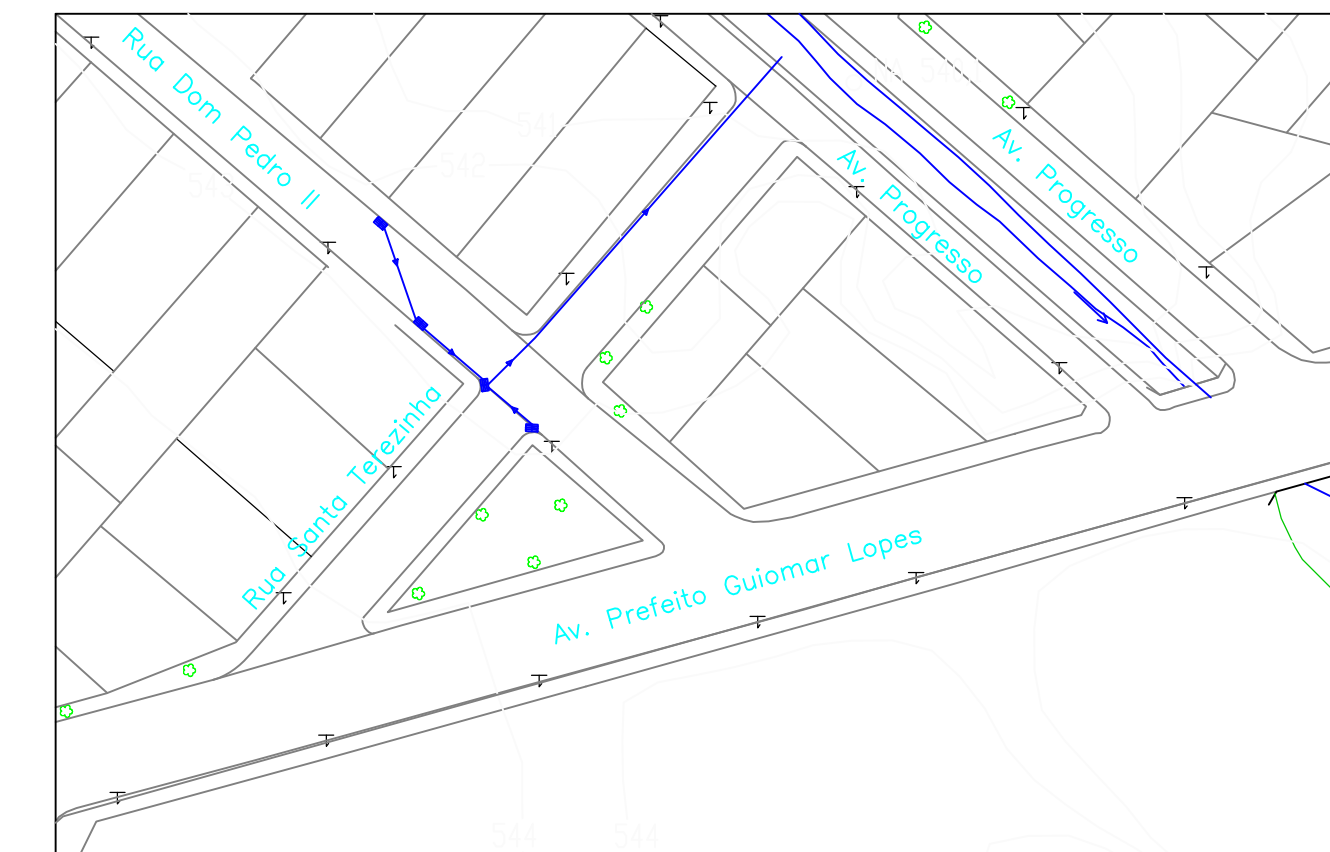 Rua Dom Pedro II
541
542
543
Av. Progresso
Av. Progresso
Rua Santa Terezinha
Av. Prefeito Guiomar Lopes
544
544